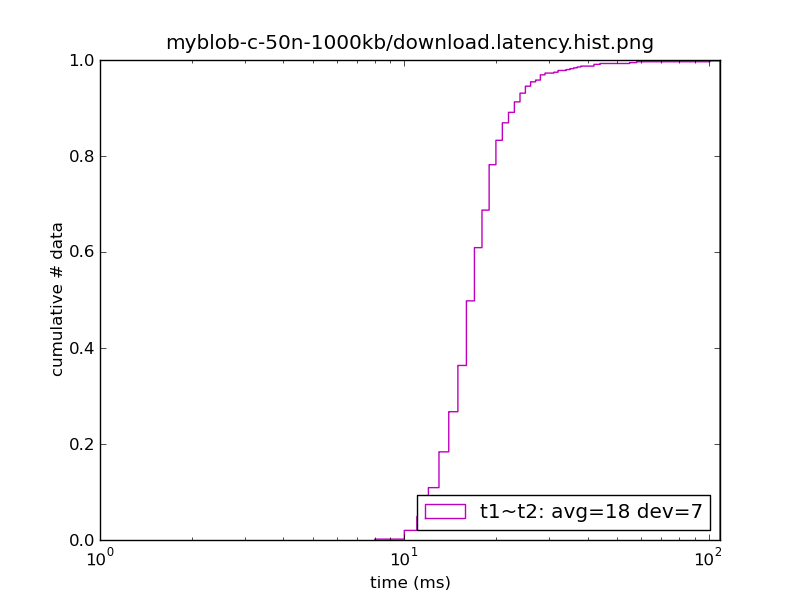 myblob-c-50n-1000kb/download.latency.hist.png
1.0
0.8
0.6
0.4
0.2
0.0
cumulative # data
t1~t2: avg=18 dev=7
10⁰ 10¹ 10²
time (ms)